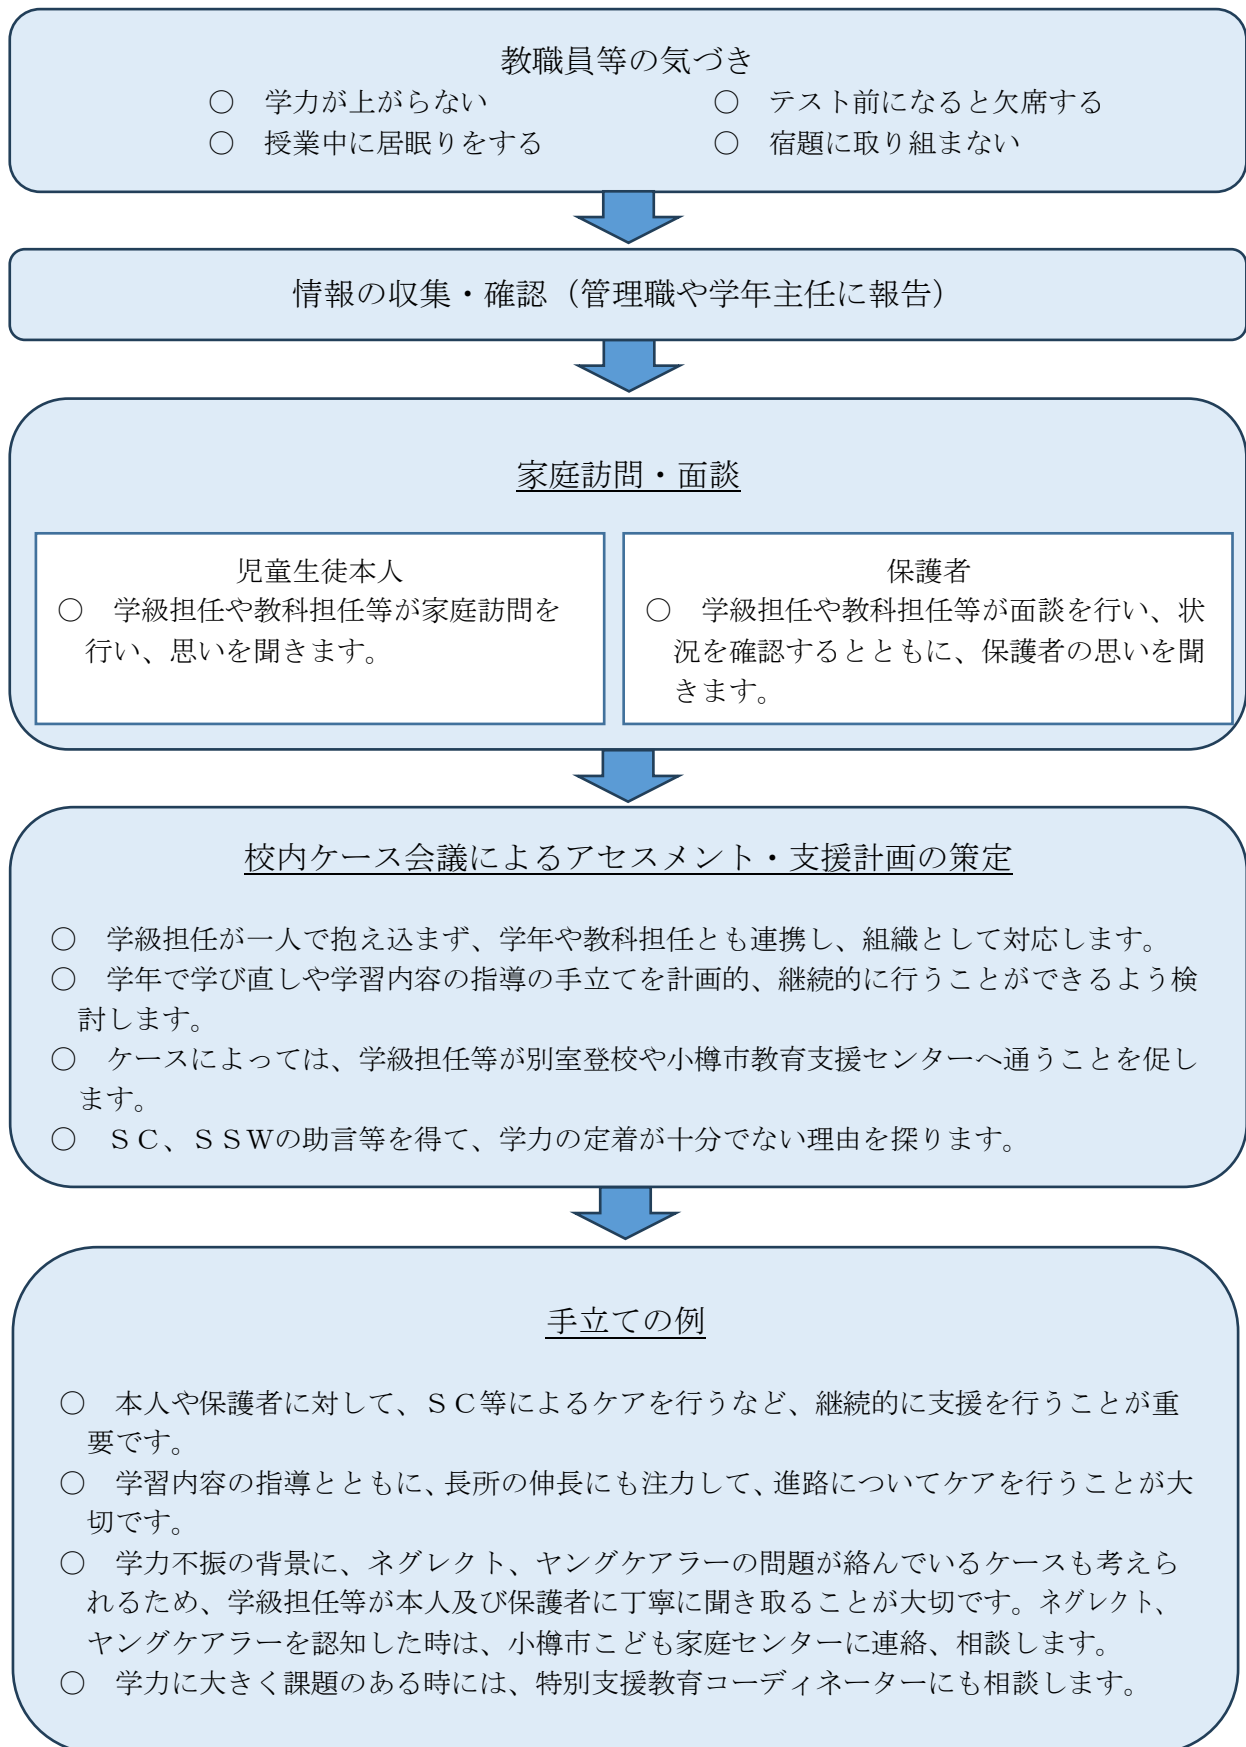 教職員等の気づき
○　学力が上がらない　○　テスト前になると欠席する
○　授業中に居眠りをする　○　宿題に取り組まない
情報の収集・確認（管理職や学年主任に報告）
家庭訪問・面談
児童生徒本人
○　学級担任や教科担任等が家庭訪問を
行い、思いを聞きます。
保護者
○　学級担任や教科担任等が面談を行い、状
況を確認するとともに、保護者の思いを聞
きます。
校内ケース会議によるアセスメント・支援計画の策定
○　学級担任が一人で抱え込まず、学年や教科担任とも連携し、組織として対応します。
○　学年で学び直しや学習内容の指導の手立てを計画的、継続的に行うことができるよう検
討します。
○　ケースによっては、学級担任等が別室登校や小樽市教育支援センターへ通うことを促し
ます。
○　ＳＣ、ＳＳＷの助言等を得て、学力の定着が十分でない理由を探ります。
手立ての例
○　本人や保護者に対して、ＳＣ等によるケアを行うなど、継続的に支援を行うことが重
要です。
○　学習内容の指導とともに、長所の伸長にも注力して、進路についてケアを行うことが大
切です。
○　学力不振の背景に、ネグレクト、ヤングケアラーの問題が絡んでいるケースも考えら
れるため、学級担任等が本人及び保護者に丁寧に聞き取ることが大切です。ネグレクト、
ヤングケアラーを認知した時は、小樽市こども家庭センターに連絡、相談します。
○　学力に大きく課題のある時には、特別支援教育コーディネーターにも相談します。